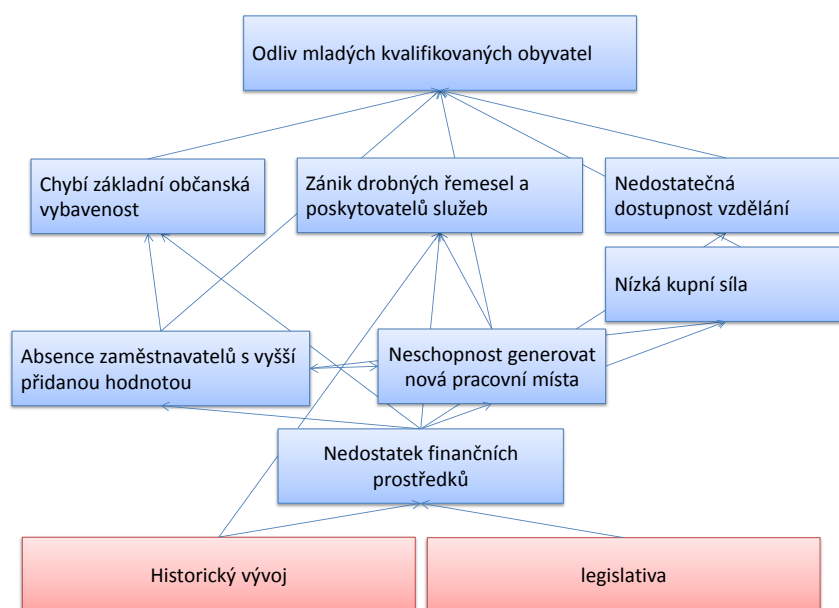 Odliv mladých kvalifikovaných obyvatel
Chybí základní občanská
vybavenost
Zánik drobných řemesel a
poskytovatelů služeb
Nedostatečná
dostupnost vzdělání
Nízká kupní síla
Absence zaměstnavatelů s vyšší
přidanou hodnotou
Neschopnost generovat
nová pracovní místa
Nedostatek finančních
prostředků
Historický vývoj
legislativa